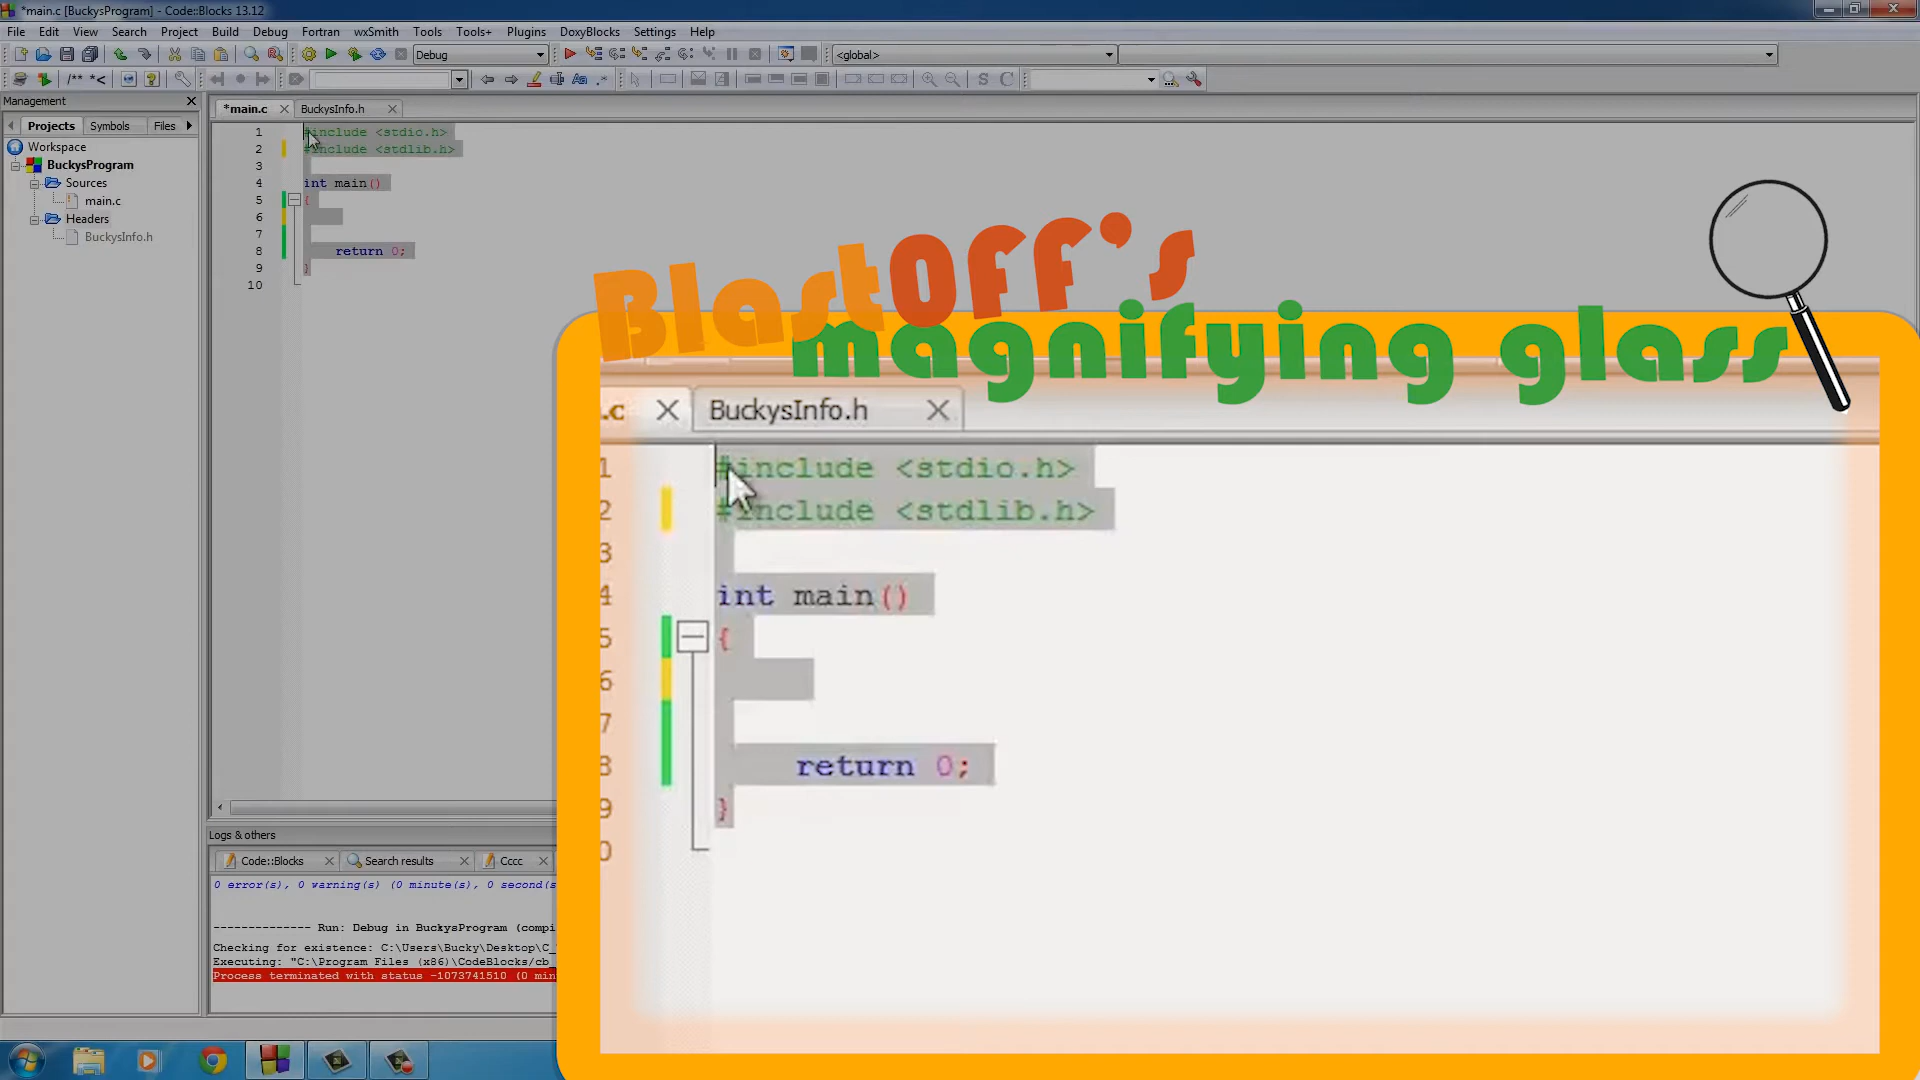 *main.c [BuckysProgram] - Code::Blocks 13.12
File Edit View Search Project Build Debug Fortran wxSmith Tools Tools+ Plugins DoxyBlocks Settings Help
Debug
<global>
/** *<
Aa .*
S C
Management
*main.c BuckysInfo.h
Projects Symbols Files
Workspace
BuckysProgram
Sources
main.c
Headers
BuckysInfo.h
1 #include <stdio.h>
2 #include <stdlib.h>
3
4 int main()
5 {
6
7
8 return 0;
9 }
10
BlastOFF's
magnifying glass
.c BuckysInfo.h
1 #include <stdio.h>
2 #include <stdlib.h>
3
4 int main()
5 {
6
7
8 return 0;
9 }
0
Logs & others
Code::Blocks Search results Cccc
0 error(s), 0 warning(s) (0 minute(s), 0 second(s
-------------- Run: Debug in BuckysProgram (compi
Checking for existence: C:\Users\Bucky\Desktop\C_
Executing: "C:\Program Files (x86)\CodeBlocks/cb_
Process terminated with status -1073741510 (0 min